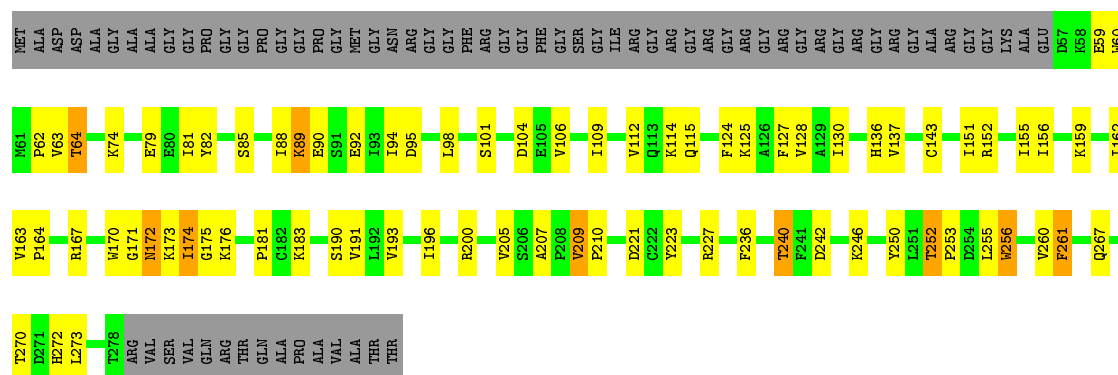 MET ALA ASP ASP ALA GLY ALA ALA GLY GLY PRO GLY GLY PRO GLY GLY PRO GLY MET GLY ASN ARG GLY GLY PHE ARG GLY GLY PHE GLY SER GLY ILE ARG GLY ARG GLY ARG GLY ARG GLY ARG GLY ARG GLY ARG GLY ARG GLY ALA ARG GLY GLY LYS ALA GLU D57 K58 E59 W60
M61 P62 V63 T64 K74 E79 E80 I81 Y82 S85 I88 K89 E90 S91 E92 I93 I94 D95 L98 S101 D104 E105 V106 I109 V112 Q113 K114 Q115 F124 K125 A126 F127 V128 A129 I130 H136 V137 C143 I151 R152 I155 I156 K159 I162
V163 P164 R167 W170 G171 N172 K173 I174 G175 K176 P181 C182 K183 S190 V191 L192 V193 I196 R200 V205 S206 A207 P208 V209 P210 D221 C222 Y223 R227 F236 T240 F241 D242 K246 Y250 L251 T252 P253 D254 L255 W256 V260 F261 Q267
T270 D271 H272 L273 T278 ARG VAL SER VAL GLN ARG THR GLN ALA PRO ALA VAL ALA THR THR